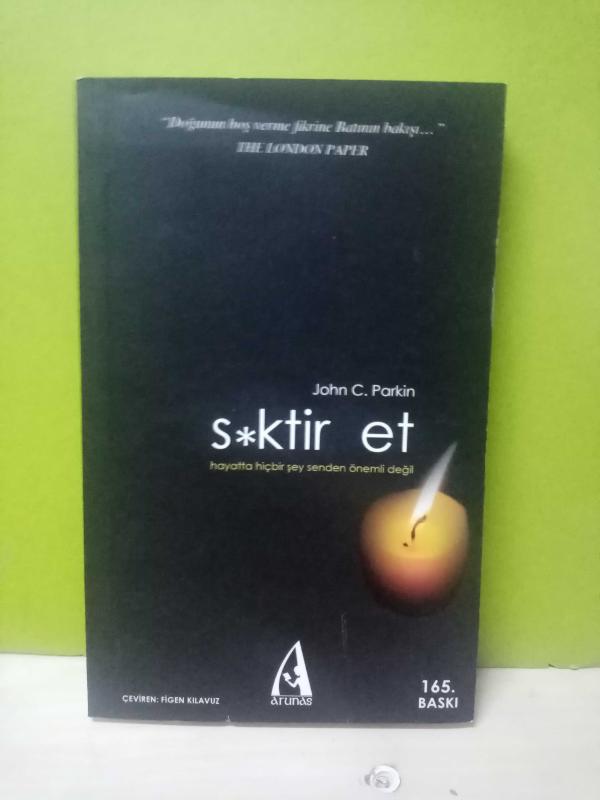 "Doğunun boş verme fikrine Batının bakışı..."
THE LONDON PAPER
John C. Parkin
s*ktir et
hayatta hiçbir şey senden önemli değil
ÇEVİREN: FİGEN KILAVUZ
arunas
165.
BASKI